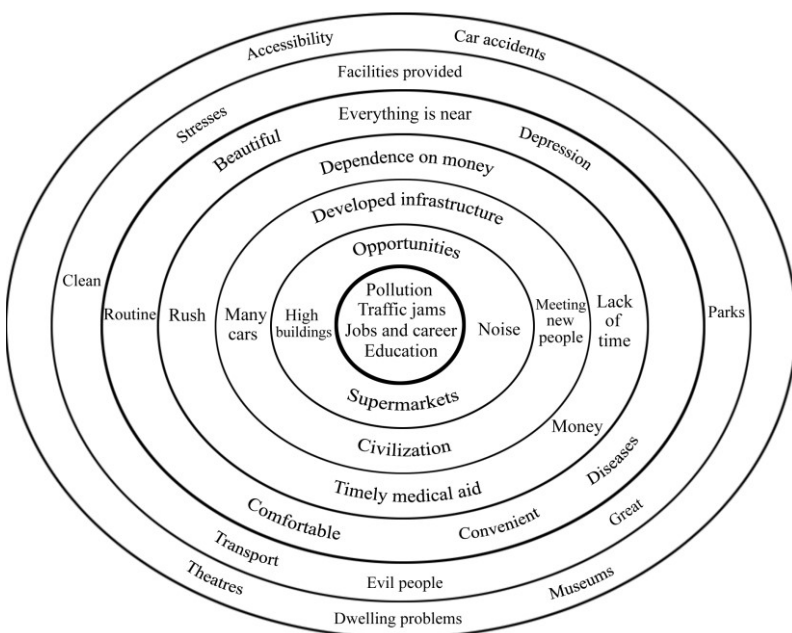 Accessibility
Car accidents
Facilities provided
Stresses
Everything is near
Beautiful
Depression
Dependence on money
Developed infrastructure
Opportunities
Clean
Routine
Rush
Many
cars
High
buildings
Pollution
Traffic jams
Jobs and career
Education
Noise
Meeting
new
people
Lack
of
time
Parks
Supermarkets
Civilization
Money
Timely medical aid
Diseases
Comfortable
Convenient
Great
Transport
Evil people
Theatres
Museums
Dwelling problems